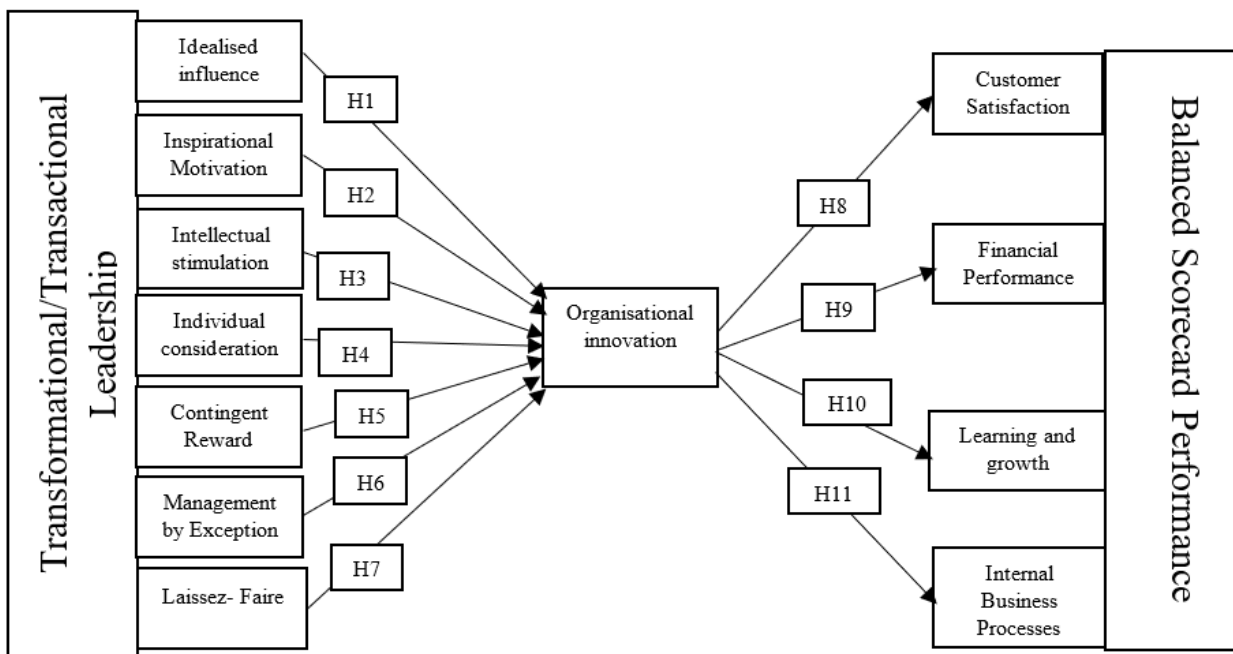 Transformational/Transactional
Leadership
Idealised
influence
Inspirational
Motivation
Intellectual
stimulation
Individual
consideration
Contingent
Reward
Management
by Exception
Laissez- Faire
H1
H2
H3
H4
H5
H6
H7
Organisational
innovation
H8
H9
H10
H11
Customer
Satisfaction
Financial
Performance
Learning and
growth
Internal
Business
Processes
Balanced Scorecard Performance